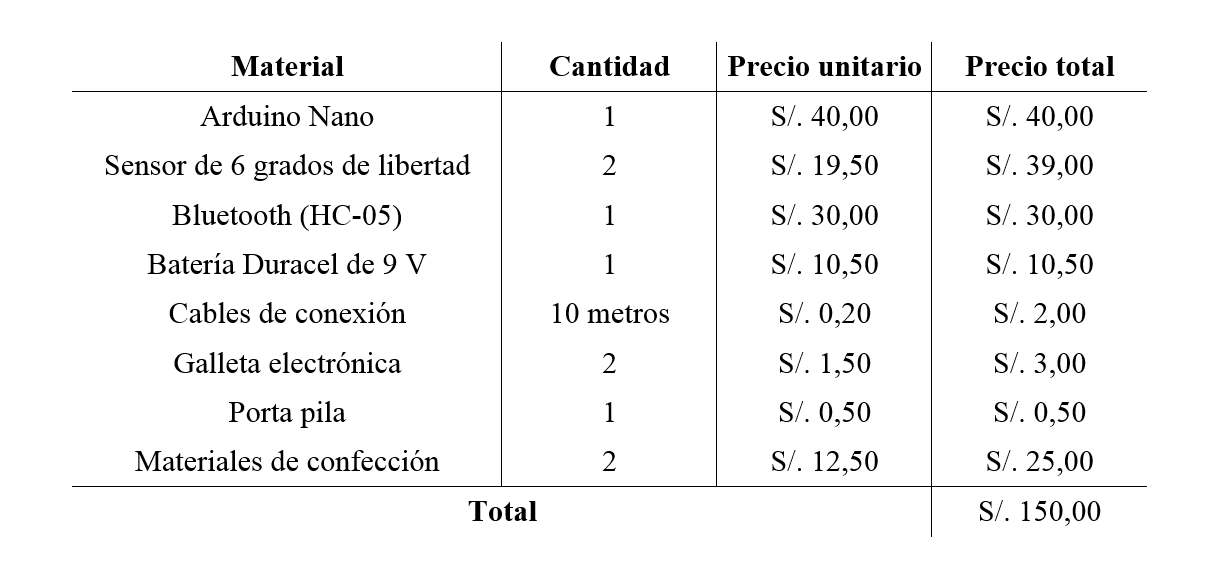 Material Cantidad Precio unitario Precio total
Arduino Nano 1 S/. 40,00 S/. 40,00
Sensor de 6 grados de libertad 2 S/. 19,50 S/. 39,00
Bluetooth (HC-05) 1 S/. 30,00 S/. 30,00
Batería Duracel de 9 V 1 S/. 10,50 S/. 10,50
Cables de conexión 10 metros S/. 0,20 S/. 2,00
Galleta electrónica 2 S/. 1,50 S/. 3,00
Porta pila 1 S/. 0,50 S/. 0,50
Materiales de confección 2 S/. 12,50 S/. 25,00
Total S/. 150,00